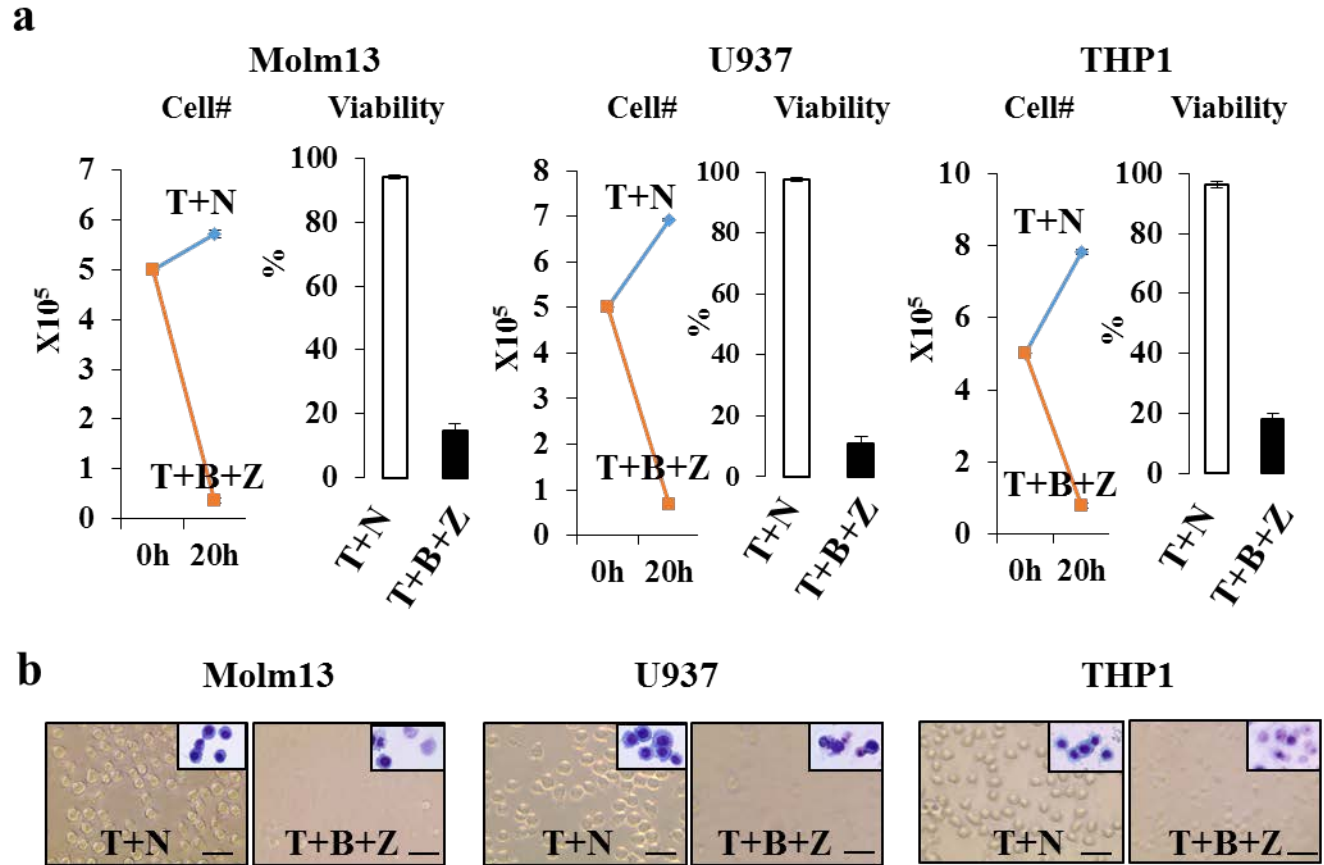 a
Molm13
U937
THP1
Cell#
Viability
Cell#
Viability
Cell#
Viability
7
6
5
4
3
2
1
0
X10⁵
T+N
T+B+Z
0h
20h
100
80
60
40
20
0
%
T+N
T+B+Z
8
7
6
5
4
3
2
1
0
X10⁵
T+N
T+B+Z
0h
20h
100
80
60
40
20
0
%
T+N
T+B+Z
10
8
6
4
2
0
X10⁵
T+N
T+B+Z
0h
20h
100
80
60
40
20
0
%
T+N
T+B+Z
b
Molm13
U937
THP1
T+N
T+B+Z
T+N
T+B+Z
T+N
T+B+Z